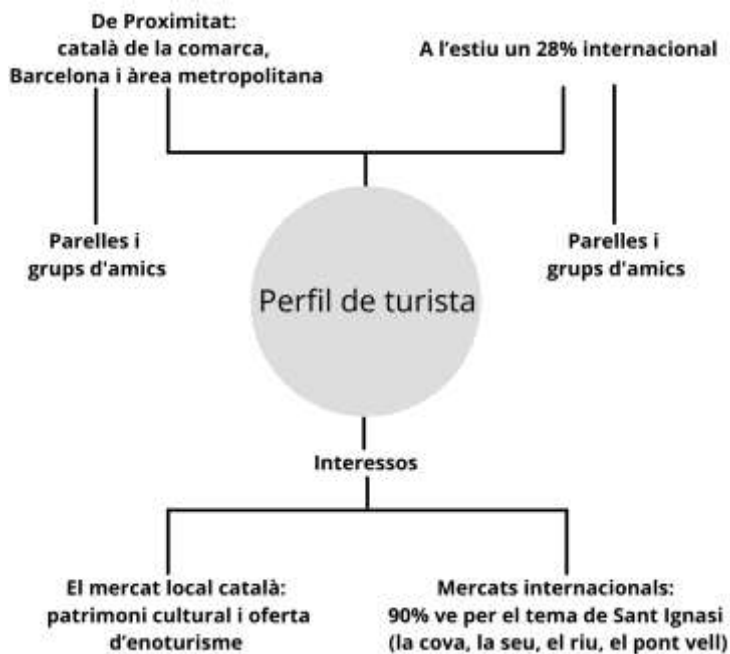 De Proximitat:
català de la comarca,
Barcelona i àrea metropolitana
A l'estiu un 28% internacional
Parelles i
grups d'amics
Parelles i
grups d'amics
Perfil de turista
Interessos
El mercat local català:
patrimoni cultural i oferta
d'enoturisme
Mercats internacionals:
90% ve per el tema de Sant Ignasi
(la cova, la seu, el riu, el pont vell)